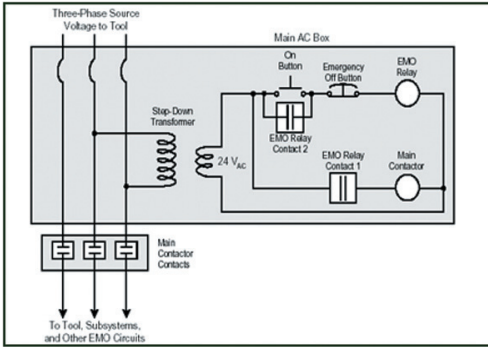 Three-Phase Source
Voltage to Tool
Main AC Box
On
Button
Emergency
Off Button
EMO
Relay
Step-Down
Transformer
EMO Relay
Contact 2
24 VAC
EMO Relay
Contact 1
Main
Contactor
Main
Contactor
Contacts
To Tool, Subsystems,
and Other EMO Circuits